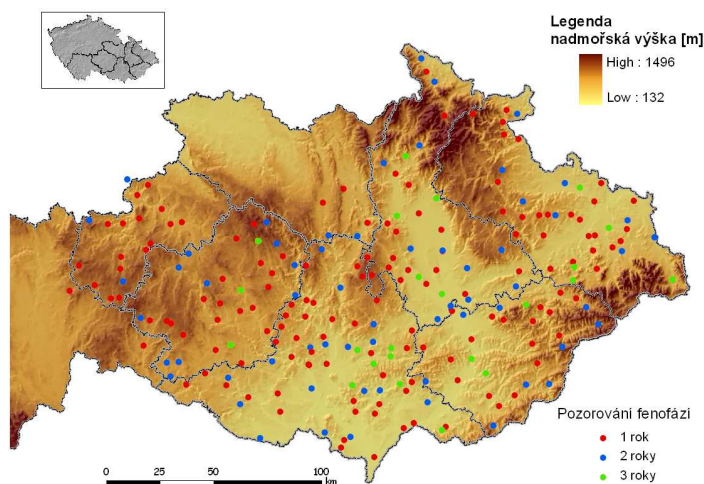 Legenda
nadmořská výška [m]
High : 1496
Low : 132
Pozorování fenofází
1 rok
2 roky
3 roky
0 25 50 100
km